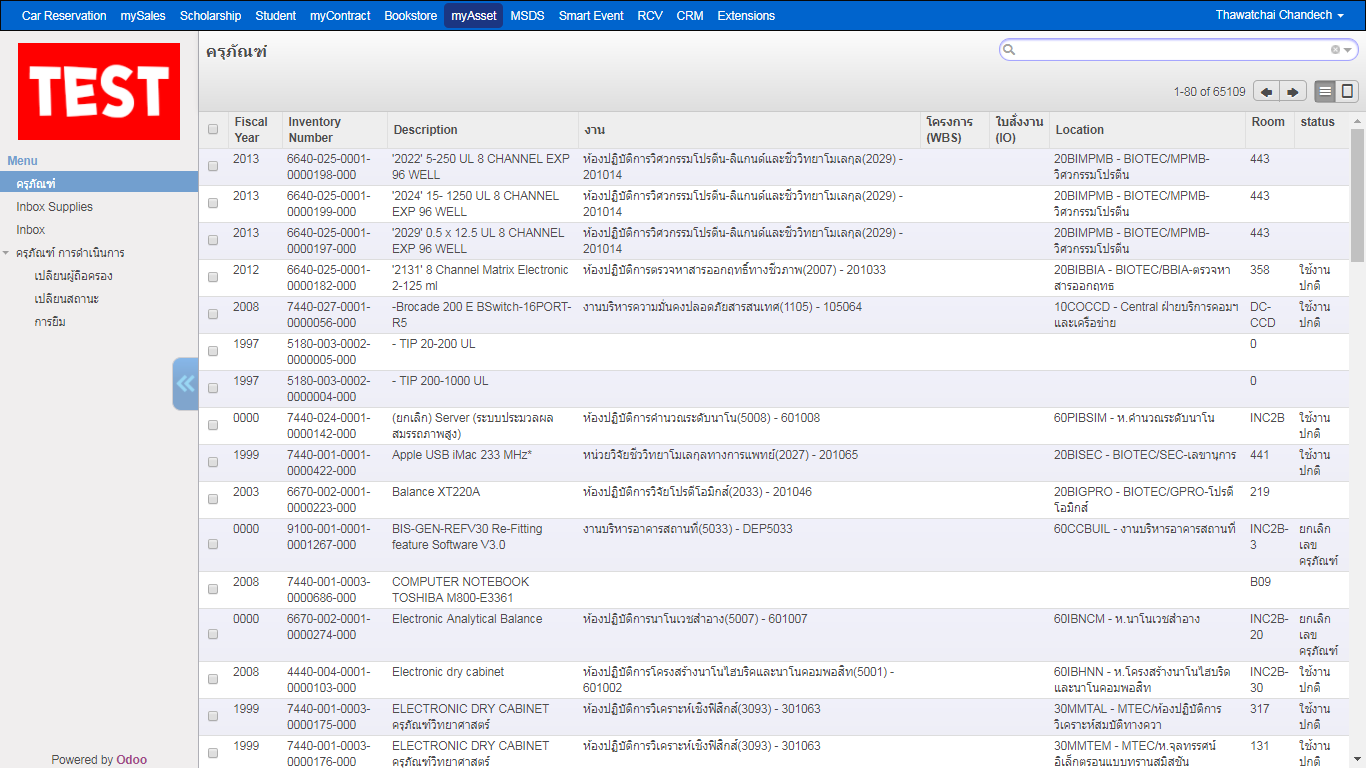 Car Reservation mySales Scholarship Student myContract Bookstore myAsset MSDS Smart Event RCV CRM Extensions Thawatchai Chandech
TEST
ครุภัณฑ์
1-80 of 65109
Menu
ครุภัณฑ์
Inbox Supplies
Inbox
ครุภัณฑ์ การดำเนินการ
เปลี่ยนผู้ถือครอง
เปลี่ยนสถานะ
การยืม
Powered by Odoo
Fiscal Year Inventory Number Description งาน โครงการ (WBS) ใบสั่งงาน (IO) Location Room status
2013 6640-025-0001- '2022' 5-250 UL 8 CHANNEL EXP ห้องปฏิบัติการวิศวกรรมโปรตีน-ลิแกนด์และชีววิทยาโมเลกุล(2029) - 20BIMPMB - BIOTEC/MPMB- 443
0000198-000 96 WELL 201014 วิศวกรรมโปรตีน
2013 6640-025-0001- '2024' 15- 1250 UL 8 CHANNEL ห้องปฏิบัติการวิศวกรรมโปรตีน-ลิแกนด์และชีววิทยาโมเลกุล(2029) - 20BIMPMB - BIOTEC/MPMB- 443
0000199-000 EXP 96 WELL 201014 วิศวกรรมโปรตีน
2013 6640-025-0001- '2029' 0.5 x 12.5 UL 8 CHANNEL ห้องปฏิบัติการวิศวกรรมโปรตีน-ลิแกนด์และชีววิทยาโมเลกุล(2029) - 20BIMPMB - BIOTEC/MPMB- 443
0000197-000 EXP 96 WELL 201014 วิศวกรรมโปรตีน
2012 6640-025-0001- '2131' 8 Channel Matrix Electronic ห้องปฏิบัติการตรวจหาสารออกฤทธิ์ทางชีวภาพ(2007) - 201033 20BIBBIA - BIOTEC/BBIA-ตรวจหา 358 ใช้งาน
0000182-000 2-125 ml สารออกฤทธ ปกติ
2008 7440-027-0001- -Brocade 200 E BSwitch-16PORT- งานบริหารความมั่นคงปลอดภัยสารสนเทศ(1105) - 105064 10COCCD - Central ฝ่ายบริการคอมฯ DC- ใช้งาน
0000056-000 R5 และเครือข่าย CCD ปกติ
1997 5180-003-0002- - TIP 20-200 UL 0
0000005-000
1997 5180-003-0002- - TIP 200-1000 UL 0
0000004-000
0000 7440-024-0001- (ยกเลิก) Server (ระบบประมวลผล ห้องปฏิบัติการคำนวณระดับนาโน(5008) - 601008 60PIBSIM - ห.คำนวณระดับนาโน INC2B ใช้งาน
0000142-000 สมรรถภาพสูง) ปกติ
1999 7440-001-0001- Apple USB iMac 233 MHz* หน่วยวิจัยชีววิทยาโมเลกุลทางการแพทย์(2027) - 201065 20BISEC - BIOTEC/SEC-เลขานุการ 441 ใช้งาน
0000422-000 ปกติ
2003 6670-002-0001- Balance XT220A ห้องปฏิบัติการวิจัยโปรตีโอมิกส์(2033) - 201046 20BIGPRO - BIOTEC/GPRO-โปรตี 219
0000223-000 โอมิกส์
0000 9100-001-0001- BIS-GEN-REFV30 Re-Fitting งานบริหารอาคารสถานที่(5033) - DEP5033 60CCBUIL - งานบริหารอาคารสถานที่ INC2B- ยกเลิก
0001267-000 feature Software V3.0 3 เลข
ครุภัณฑ์
2008 7440-001-0003- COMPUTER NOTEBOOK B09
0000686-000 TOSHIBA M800-E3361
0000 6670-002-0001- Electronic Analytical Balance ห้องปฏิบัติการนาโนเวชสำอาง(5007) - 601007 60IBNCM - ห.นาโนเวชสำอาง INC2B- ยกเลิก
0000274-000 20 เลข
ครุภัณฑ์
2008 4440-004-0001- Electronic dry cabinet ห้องปฏิบัติการโครงสร้างนาโนไฮบริดและนาโนคอมพอสิท(5001) - 60IBHNN - ห.โครงสร้างนาโนไฮบริด INC2B- ใช้งาน
0000103-000 601002 และนาโนคอมพอสิท 30 ปกติ
1999 7440-001-0003- ELECTRONIC DRY CABINET ห้องปฏิบัติการวิเคราะห์เชิงฟิสิกส์(3093) - 301063 30MMTAL - MTEC/ห้องปฏิบัติการ 317 ใช้งาน
0000175-000 ครุภัณฑ์วิทยาศาสตร์ วิเคราะห์สมบัติทางควา ปกติ
1999 7440-001-0003- ELECTRONIC DRY CABINET ห้องปฏิบัติการวิเคราะห์เชิงฟิสิกส์(3093) - 301063 30MMTEM - MTEC/ห.จุลทรรศน์ 131 ใช้งาน
0000176-000 ครุภัณฑ์วิทยาศาสตร์ อิเล็กตรอนแบบทรานสมิสชัน ปกติ